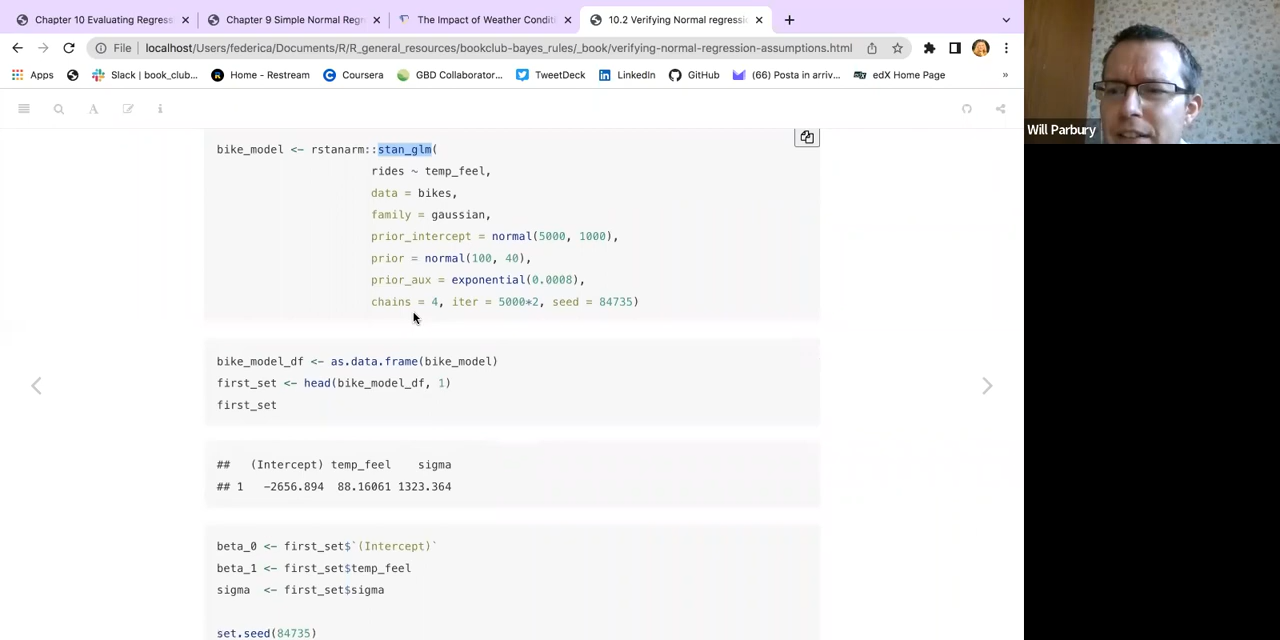 Chapter 10 Evaluating Regress
Chapter 9 Simple Normal Regr
The Impact of Weather Conditi
10.2 Verifying Normal regressi
File
localhost/Users/federica/Documents/R/R_general_resources/bookclub-bayes_rules/_book/verifying-normal-regression-assumptions.html
Apps
Slack | book_club...
Home - Restream
Coursera
GBD Collaborator...
TweetDeck
LinkedIn
GitHub
(66) Posta in arriv...
edX Home Page
»
Will Parbury
bike_model <- rstanarm::stan_glm(
rides ~ temp_feel,
data = bikes,
family = gaussian,
prior_intercept = normal(5000, 1000),
prior = normal(100, 40),
prior_aux = exponential(0.0008),
chains = 4, iter = 5000*2, seed = 84735)
bike_model_df <- as.data.frame(bike_model)
first_set <- head(bike_model_df, 1)
first_set
## (Intercept) temp_feel sigma
## 1 -2656.894 88.16061 1323.364
beta_0 <- first_set$`(Intercept)`
beta_1 <- first_set$temp_feel
sigma <- first_set$sigma
set.seed(84735)